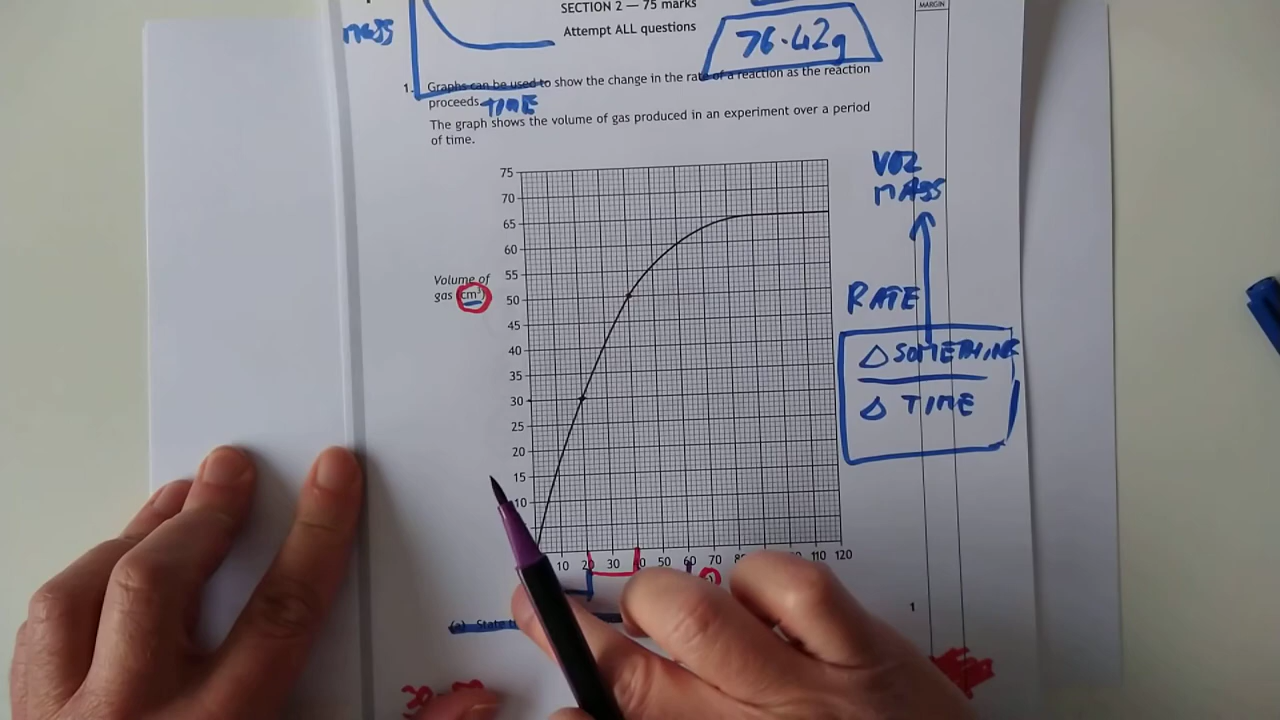 SECTION 2 — 75 marks
MARGIN
MASS
Attempt ALL questions
76.42g
1. Graphs can be used to show the change in the rate of a reaction as the reaction
proceeds.
TIME
The graph shows the volume of gas produced in an experiment over a period
of time.
75
70
65
60
55
50
45
40
35
30
25
20
15
10
Volume of
gas (cm³)
VOL
MASS
RATE
Δ SOMETHING
Δ TIME
10 20 30 40 50 60 70 110 120
1
(a) State